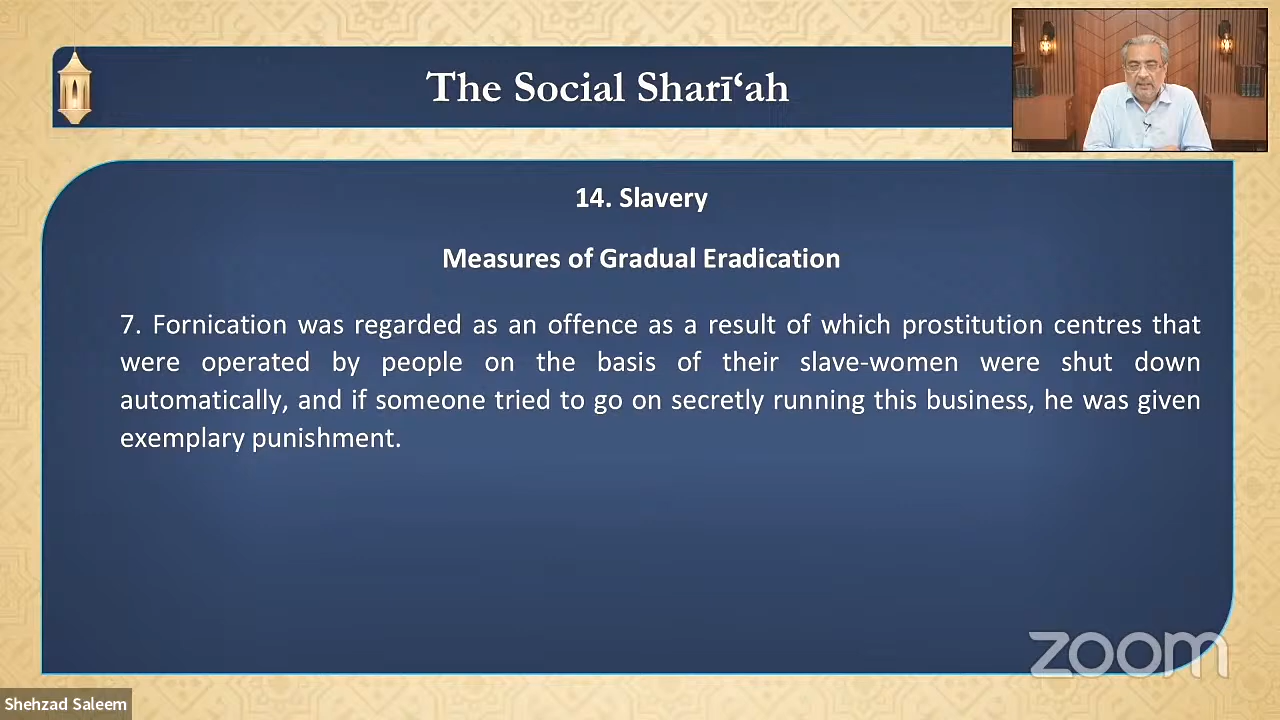 The Social Sharī‘ah
14. Slavery
Measures of Gradual Eradication
7. Fornication was regarded as an offence as a result of which prostitution centres that
were operated by people on the basis of their slave-women were shut down
automatically, and if someone tried to go on secretly running this business, he was given
exemplary punishment.
zoom
Shehzad Saleem